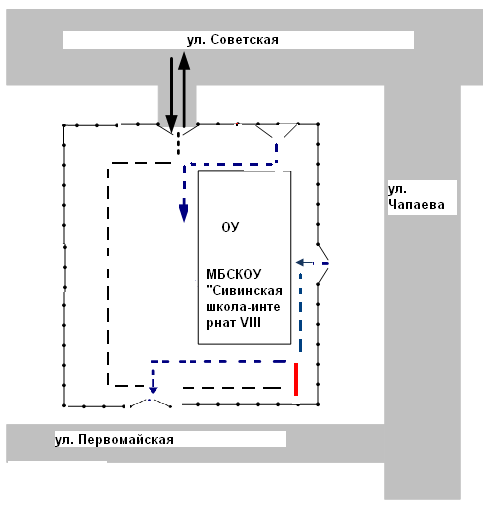 ул. Советская
ул.
Чапаева
ОУ
МБСКОУ
"Сивинская
школа-инте
рнат VIII
ул. Первомайская